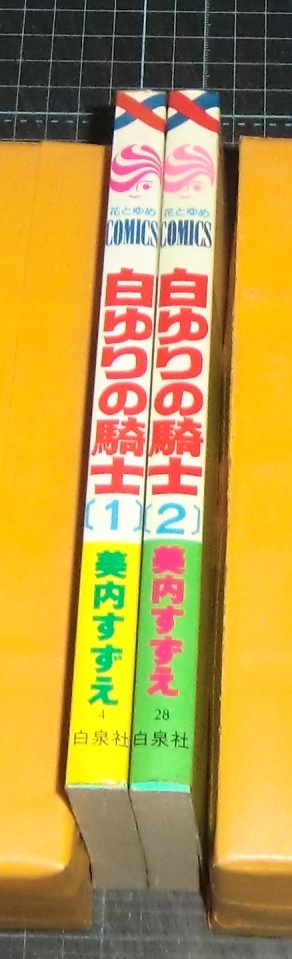 花とゆめ
COMICS
白ゆりの騎士
〔1〕
美内すずえ
4
白泉社
花とゆめ
COMICS
白ゆりの騎士
〔2〕
美内すずえ
28
白泉社